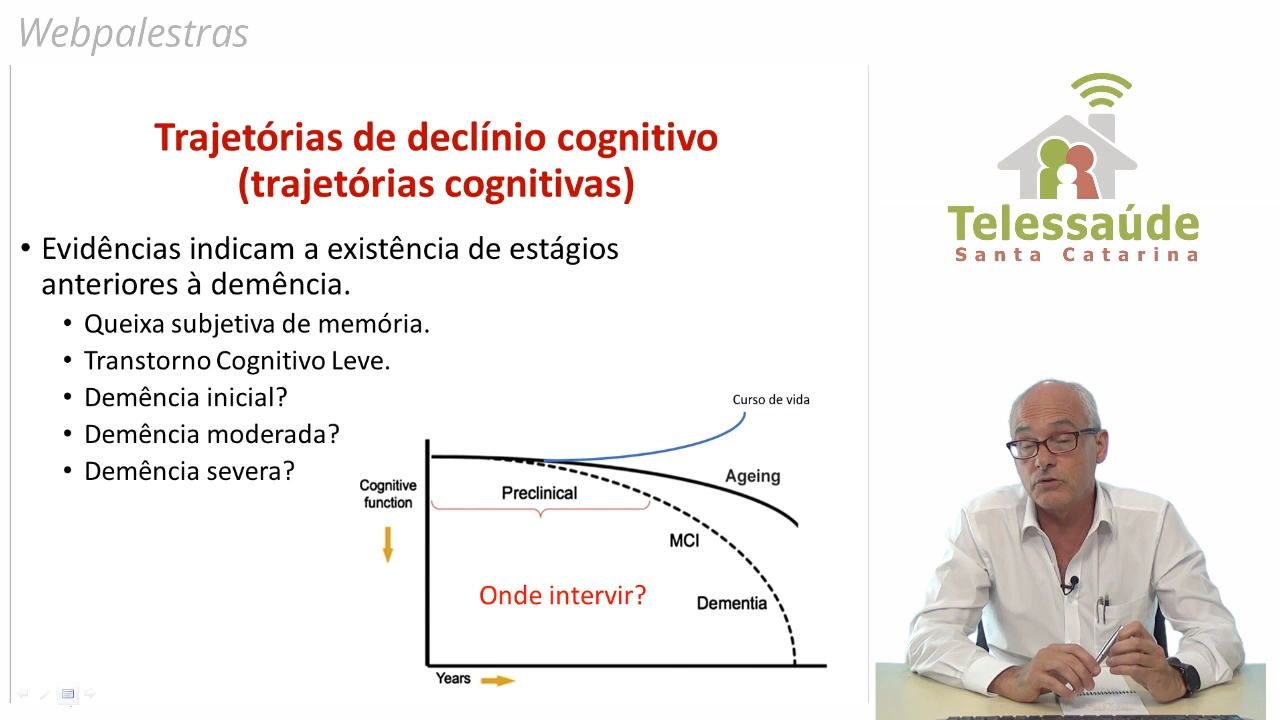 Webpalestras
Trajetórias de declínio cognitivo
(trajetórias cognitivas)
• Evidências indicam a existência de estágios
anteriores à demência.
• Queixa subjetiva de memória.
• Transtorno Cognitivo Leve.
• Demência inicial?
• Demência moderada?
• Demência severa?
Curso de vida
Cognitive
function
Ageing
Preclinical
MCI
Onde intervir?
Dementia
Years
Telessaúde
Santa Catarina